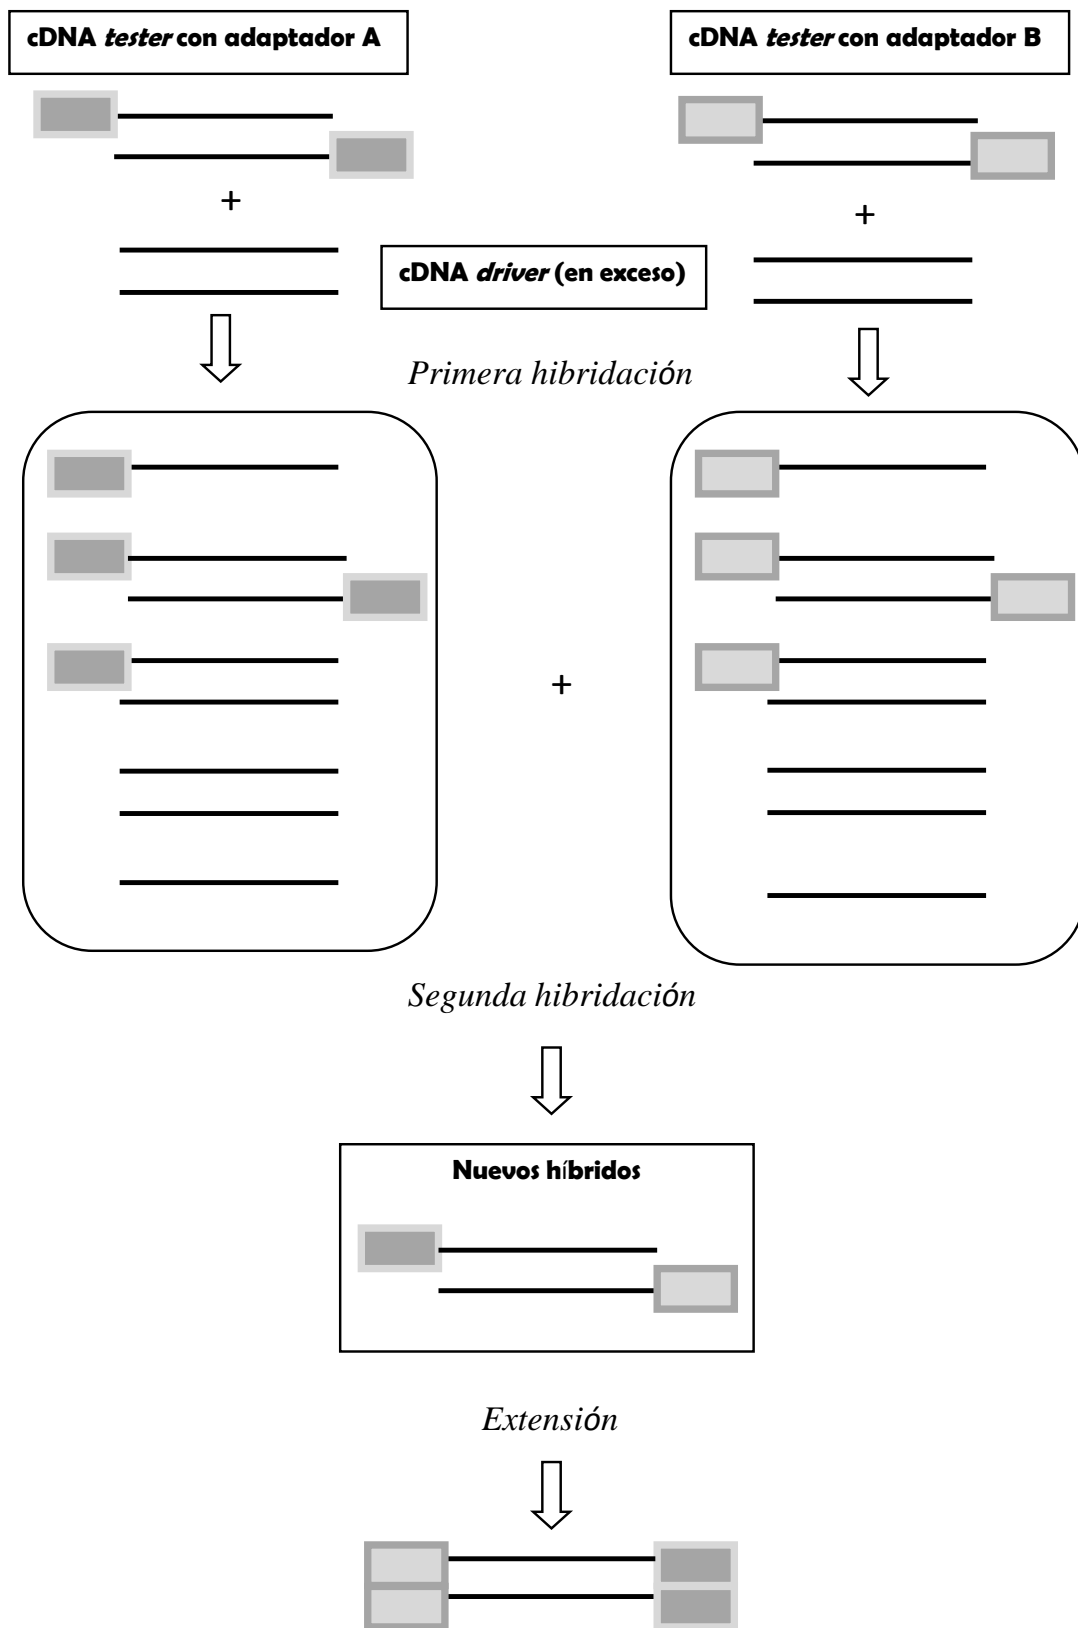 cDNA tester con adaptador A
cDNA tester con adaptador B
+
+
cDNA driver (en exceso)
Primera hibridación
+
Segunda hibridación
Nuevos híbridos
Extensión